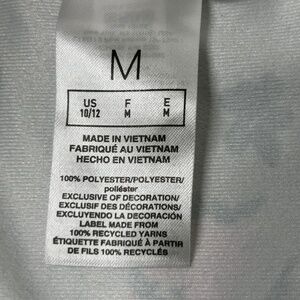 M
US F E
10/12 M M
MADE IN VIETNAM
FABRIQUÉ AU VIETNAM
HECHO EN VIETNAM
100% POLYESTER/POLYESTER/
poliéster
EXCLUSIVE OF DECORATION/
EXCLUSIF DES DÉCORATIONS/
EXCLUYENDO LA DECORACIÓN
LABEL MADE FROM
100% RECYCLED YARNS
ÉTIQUETTE FABRIQUÉ À PARTIR
DE FILS 100% RECYCLÉS